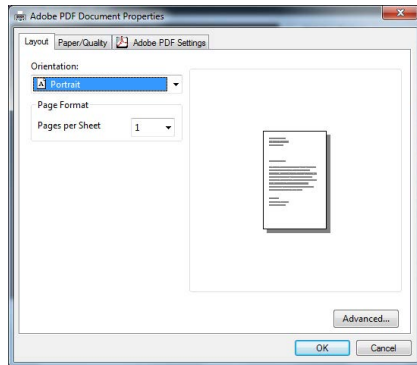 Adobe PDF Document Properties
Layout Paper/Quality Adobe PDF Settings
Orientation:
Portrait
Page Format
Pages per Sheet 1
Advanced...
OK Cancel